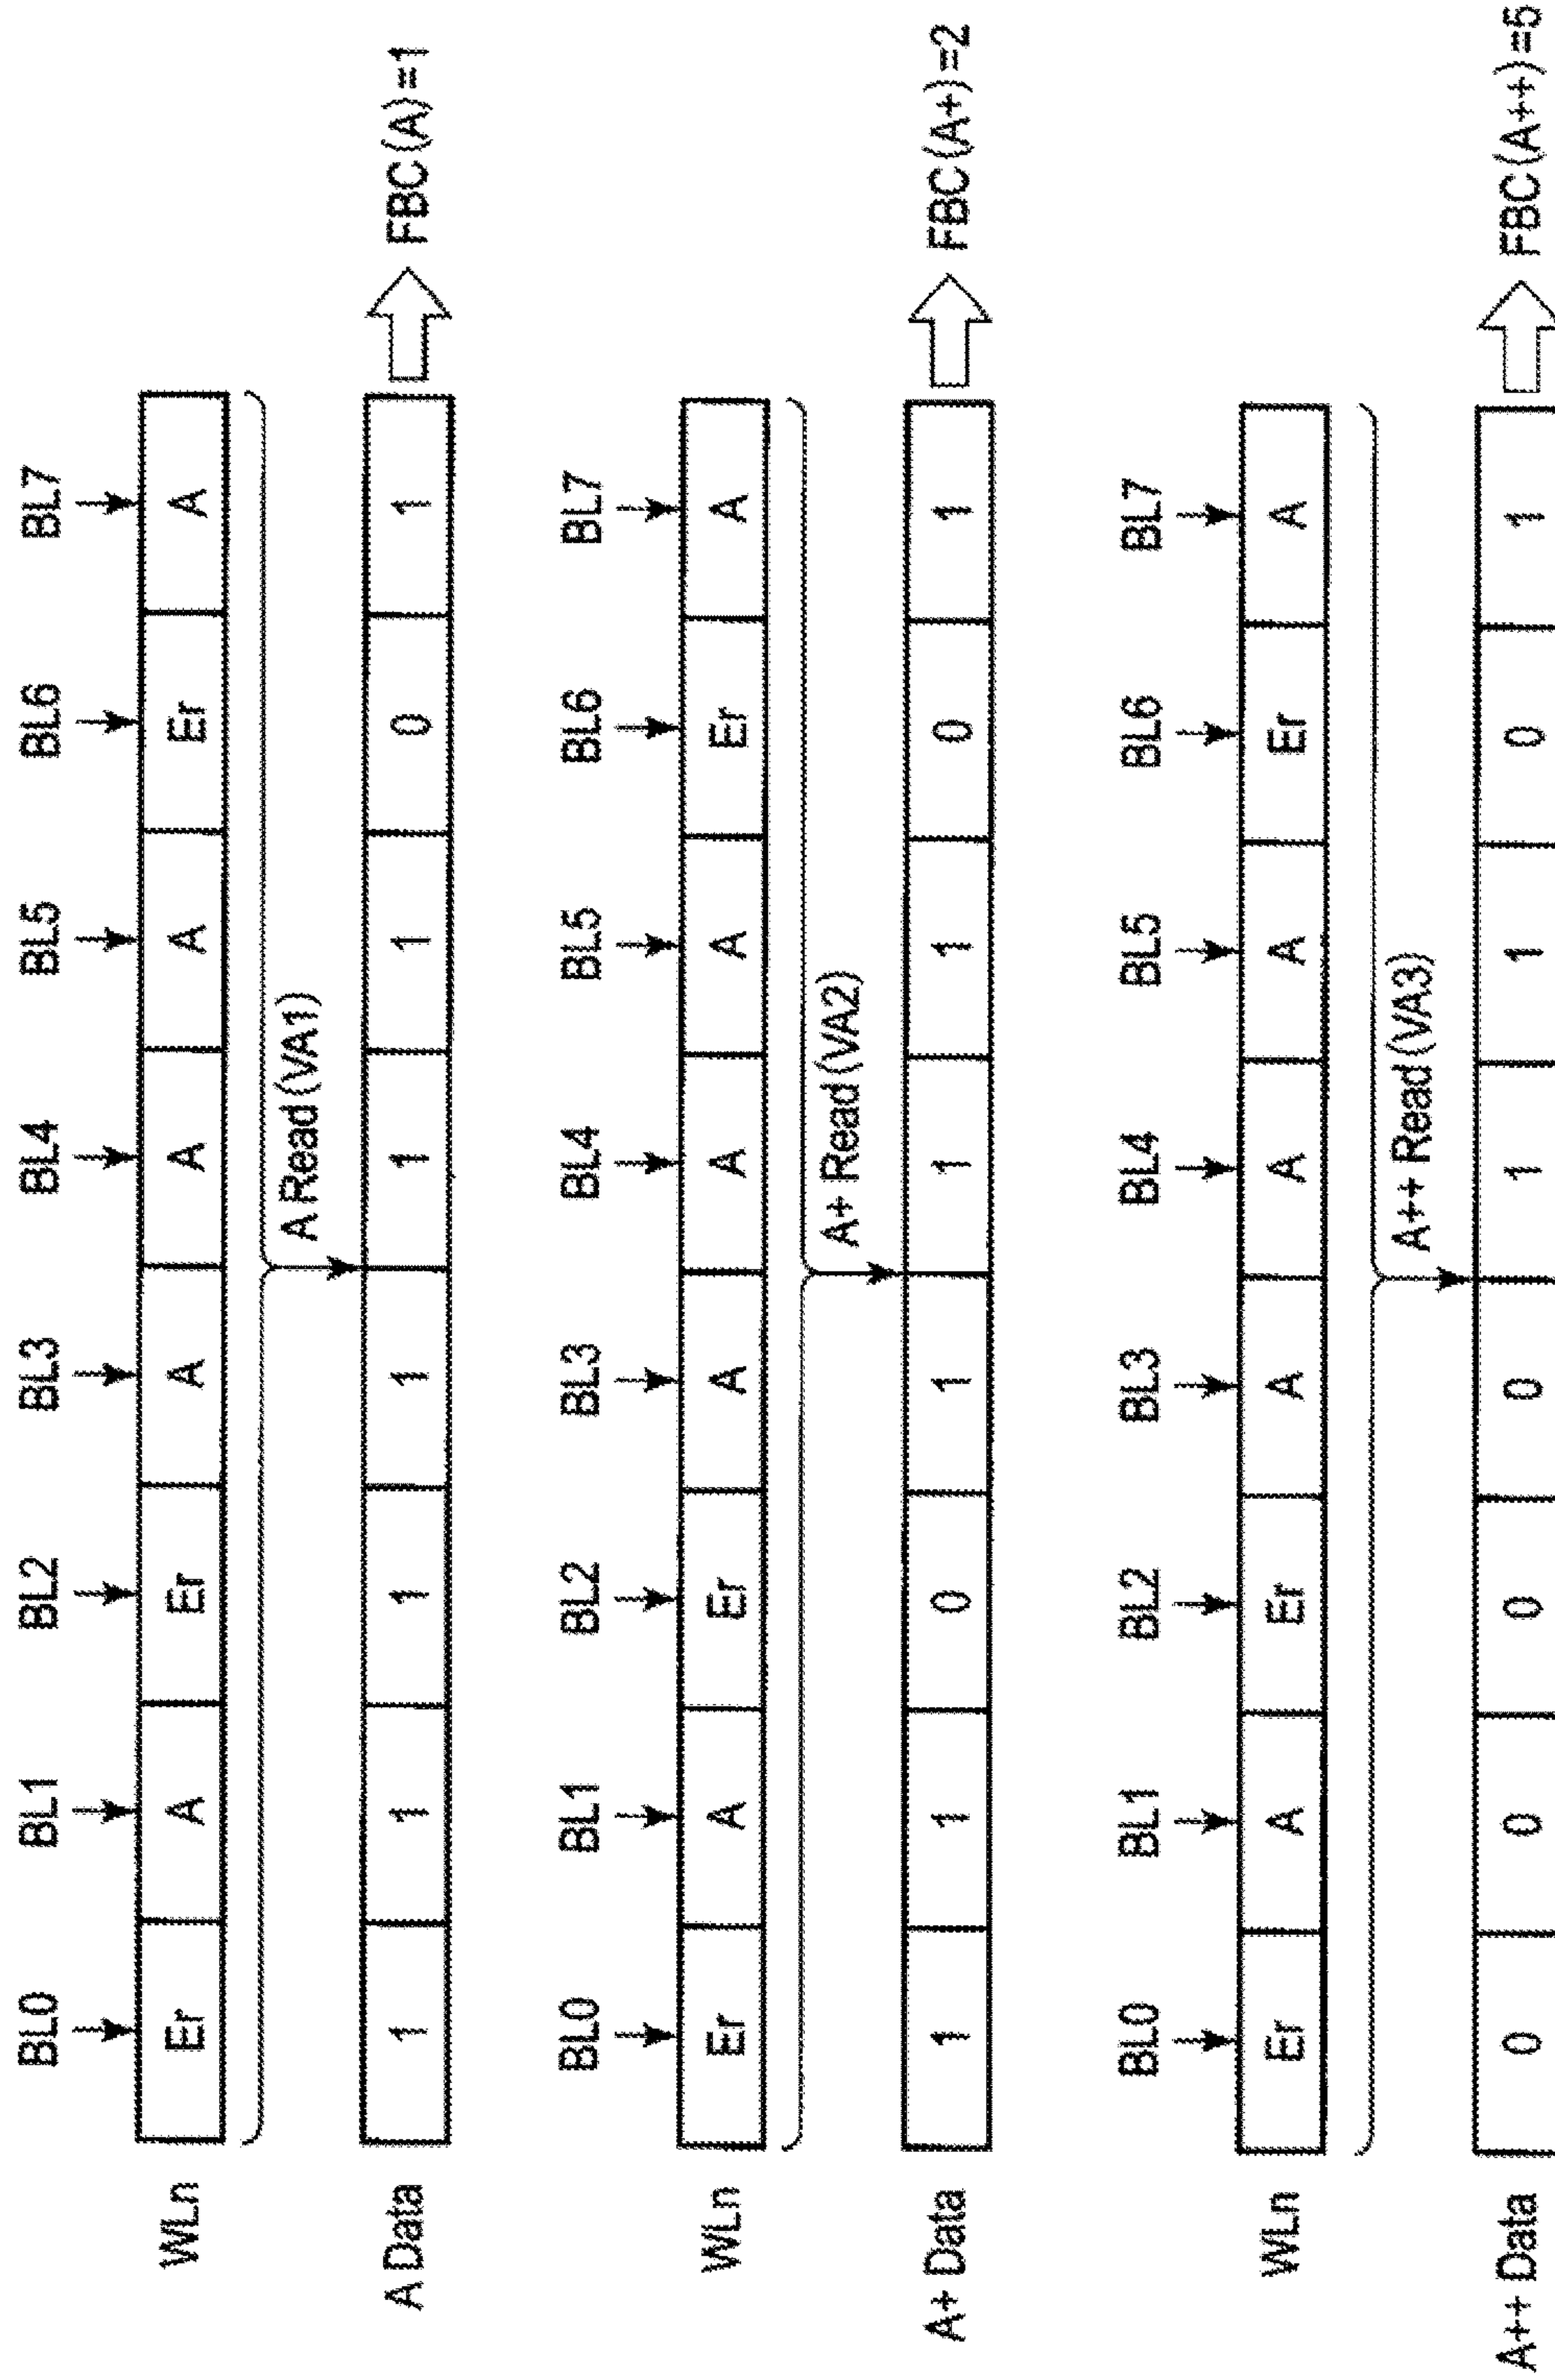 BL0 BL1 BL2 BL3 BL4 BL5 BL6 BL7
WLn Er A Er A A A Er A
A Read (VA1)
A Data 1 1 1 1 1 1 0 1 FBC(A)=1
BL0 BL1 BL2 BL3 BL4 BL5 BL6 BL7
WLn Er A Er A A A Er A
A+ Read (VA2)
A+ Data 1 1 0 1 1 1 0 1 FBC(A+)=2
BL0 BL1 BL2 BL3 BL4 BL5 BL6 BL7
WLn Er A Er A A A Er A
A++ Read (VA3)
A++ Data 0 0 0 0 1 1 0 1 FBC(A++)=5